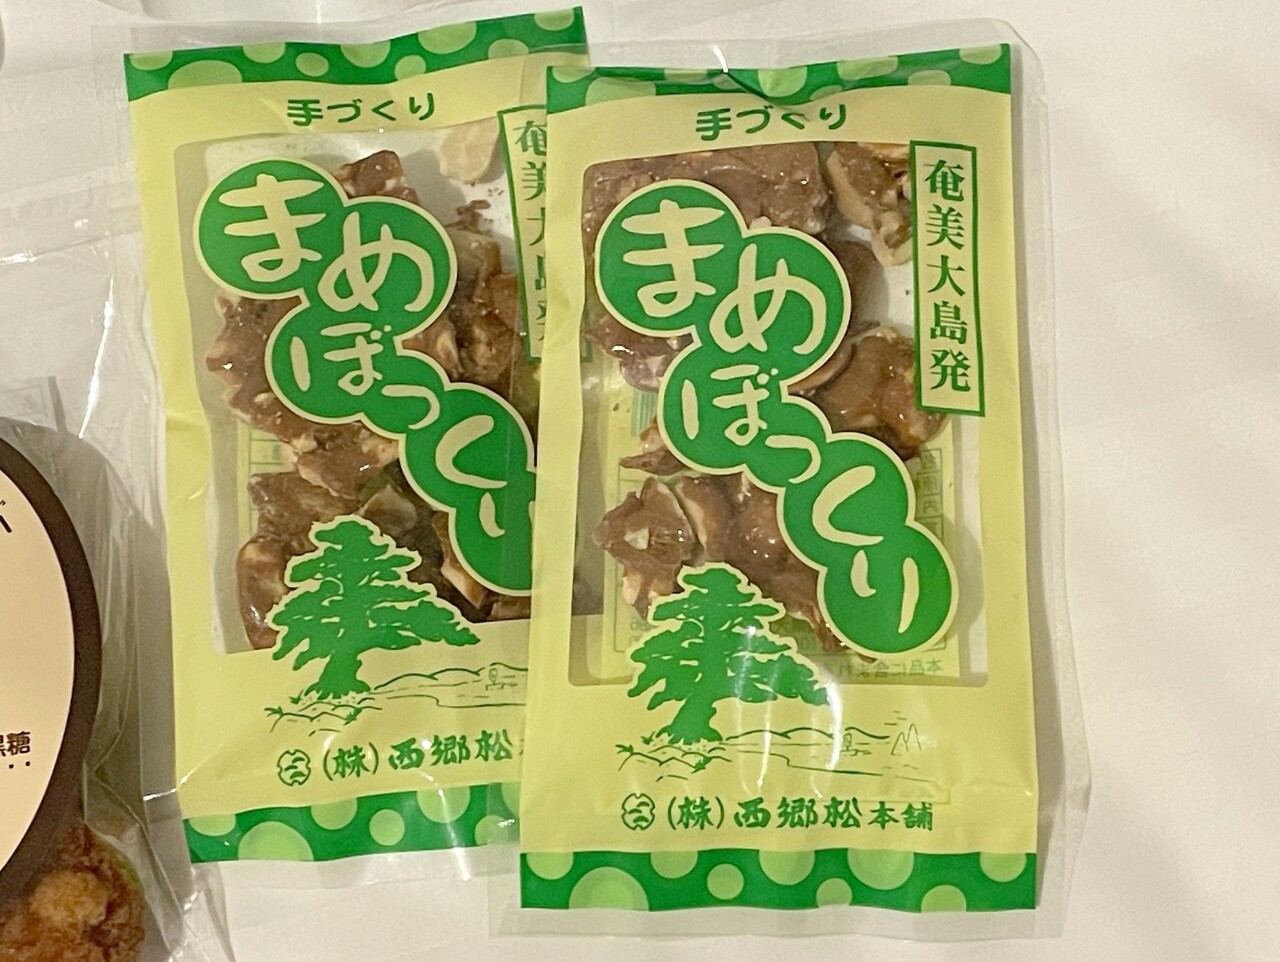 手づくり
まめぼっくり
奄美大島発
(株)西郷松
手づくり
まめぼっくり
奄美大島発
(株)西郷松本舗
黒糖